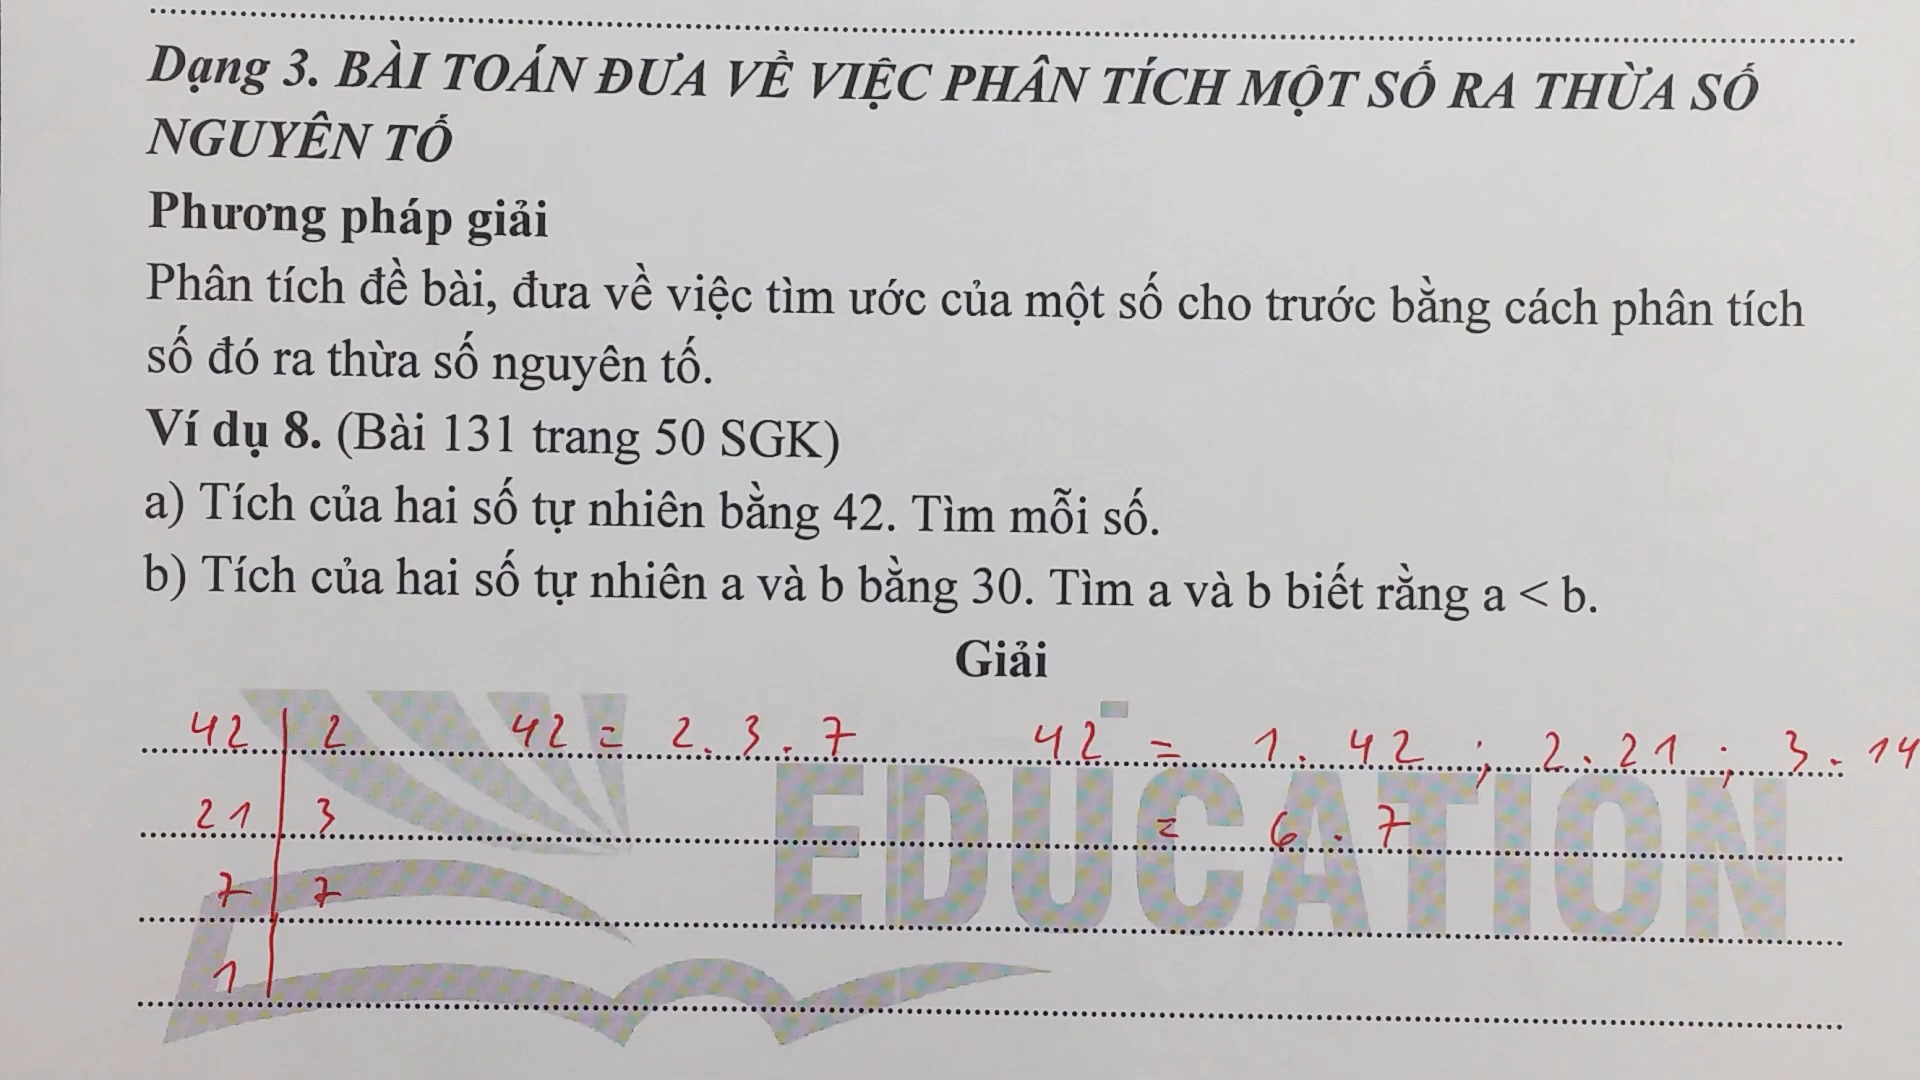 Dạng 3. BÀI TOÁN ĐƯA VỀ VIỆC PHÂN TÍCH MỘT SỐ RA THỪA SỐ
NGUYÊN TỐ
Phương pháp giải
Phân tích đề bài, đưa về việc tìm ước của một số cho trước bằng cách phân tích
số đó ra thừa số nguyên tố.
Ví dụ 8. (Bài 131 trang 50 SGK)
a) Tích của hai số tự nhiên bằng 42. Tìm mỗi số.
b) Tích của hai số tự nhiên a và b bằng 30. Tìm a và b biết rằng a < b.
Giải
42 | 2 42 = 2. 3. 7 42 = 1. 42 ; 2. 21 ; 3. 14
21 | 3 = 6. 7
7 | 7
1 |
EDUCATION